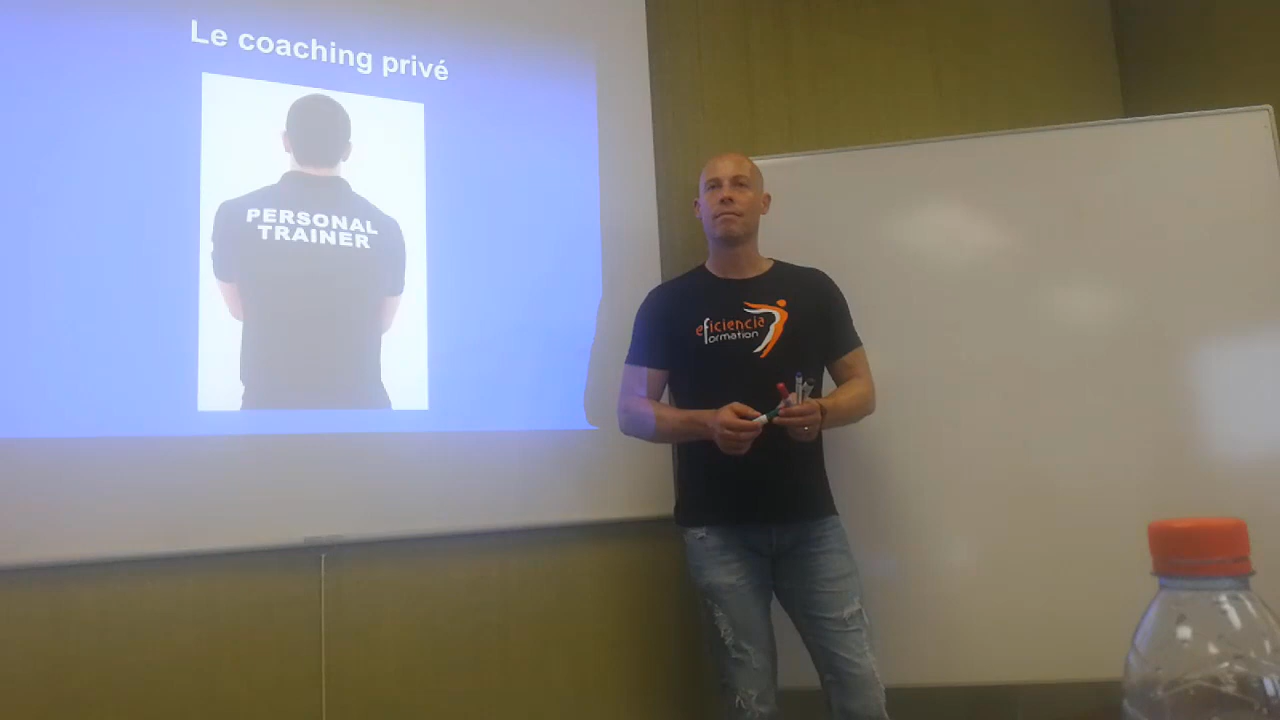 Le coaching privé
PERSONAL
TRAINER
eficiencia
formation